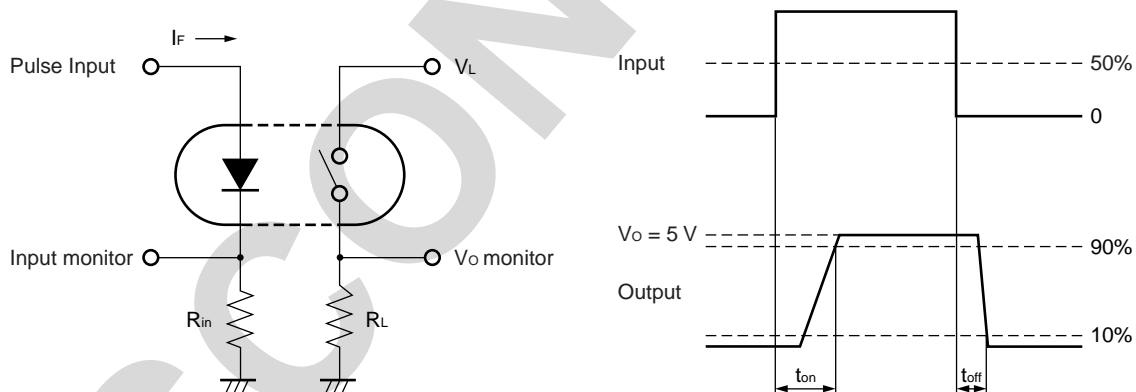 IF
Pulse Input
VL
Input monitor
VO monitor
Rin
RL
Input
50%
0
VO = 5 V
90%
Output
10%
ton
toff